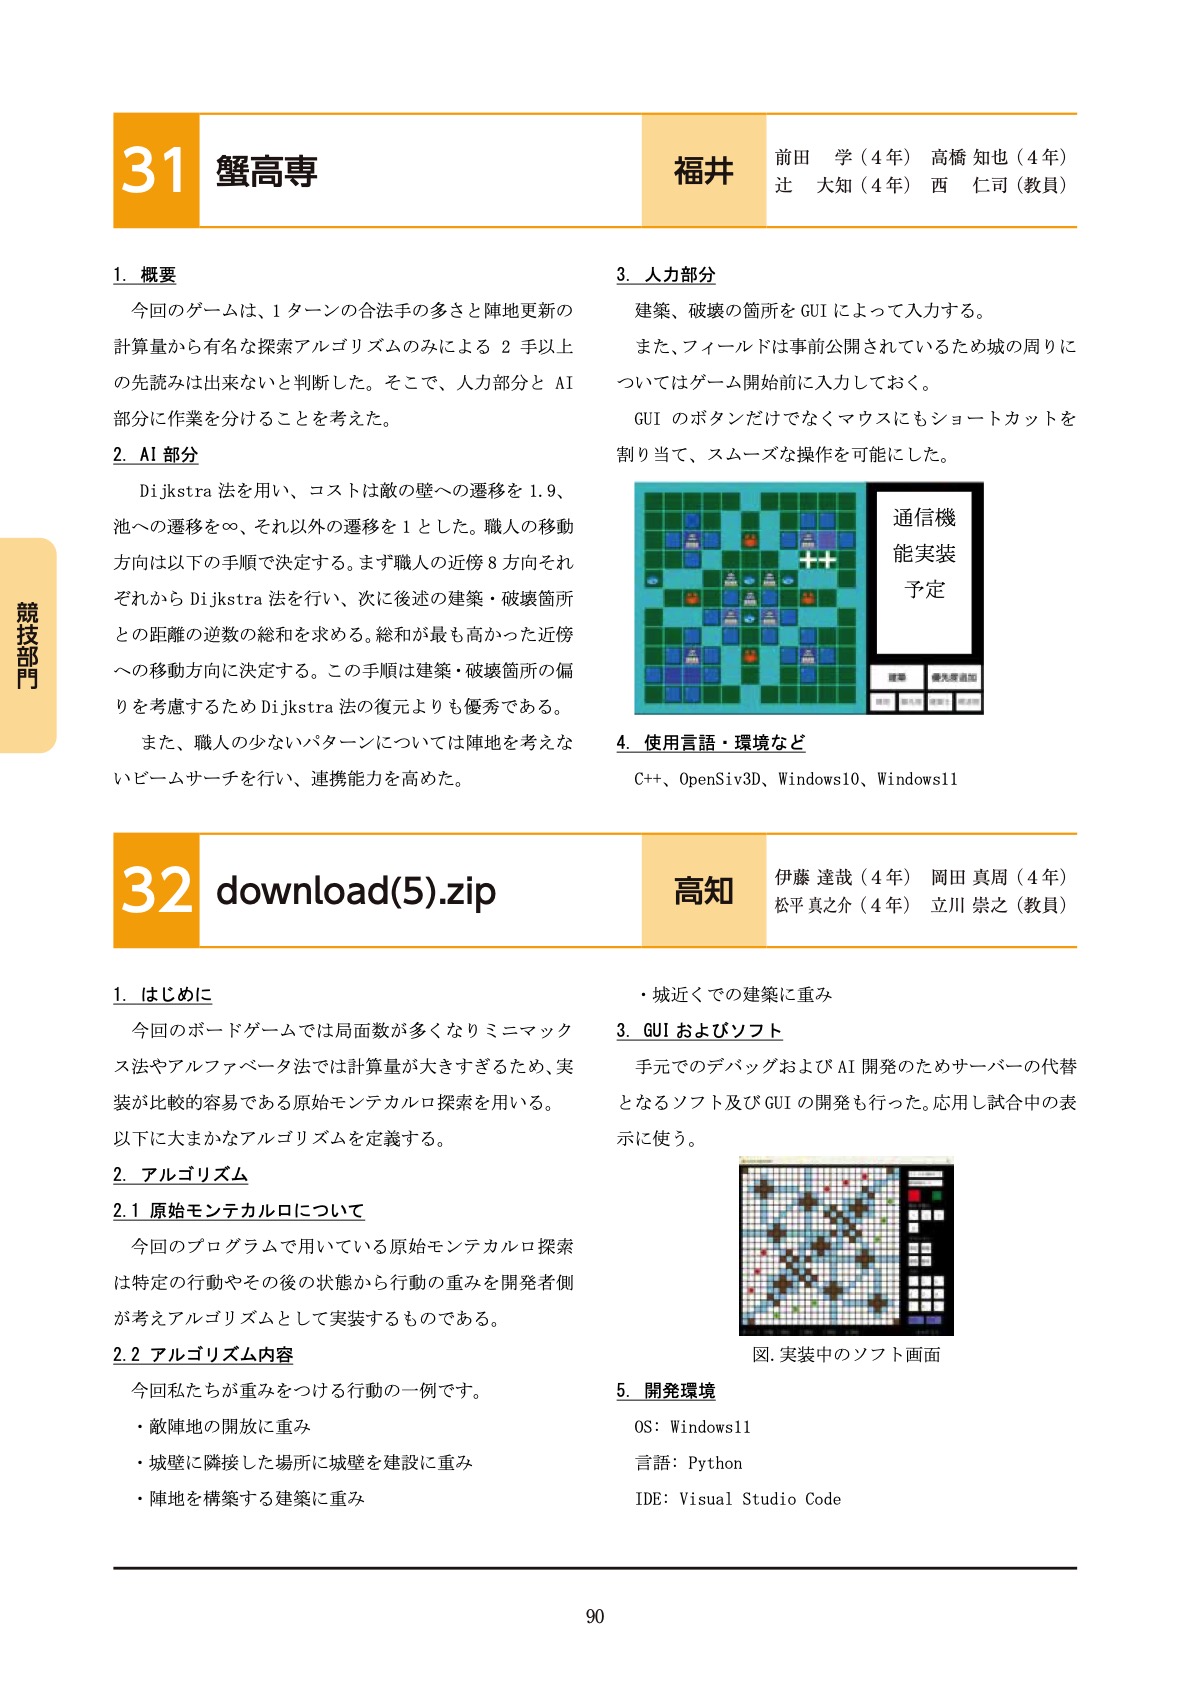 31 蟹高専 福井 前田 学（4年） 高橋 知也（4年）
辻 大知（4年） 西 仁司（教員）
1. 概要
今回のゲームは、1 ターンの合法手の多さと陣地更新の
計算量から有名な探索アルゴリズムのみによる 2 手以上
の先読みは出来ないと判断した。そこで、人力部分と AI
部分に作業を分けることを考えた。
2. AI 部分
Dijkstra 法を用い、コストは敵の壁への遷移を 1.9、
池への遷移を∞、それ以外の遷移を 1 とした。職人の移動
方向は以下の手順で決定する。まず職人の近傍 8 方向それ
ぞれから Dijkstra 法を行い、次に後述の建築・破壊箇所
との距離の逆数の総和を求める。総和が最も高かった近傍
への移動方向に決定する。この手順は建築・破壊箇所の偏
りを考慮するため Dijkstra 法の復元よりも優秀である。
また、職人の少ないパターンについては陣地を考えな
いビームサーチを行い、連携能力を高めた。
3. 人力部分
建築、破壊の箇所を GUI によって入力する。
また、フィールドは事前公開されているため城の周りに
ついてはゲーム開始前に入力しておく。
GUI のボタンだけでなくマウスにもショートカットを
割り当て、スムーズな操作を可能にした。
通信機
能実装
予定
建築 優先度追加
4. 使用言語・環境など
C++、OpenSiv3D、Windows10、Windows11
競技部門
32 download(5).zip 高知 伊藤 達哉（4年） 岡田 真周（4年）
松平 真之介（4年） 立川 崇之（教員）
1. はじめに
今回のボードゲームでは局面数が多くなりミニマック
ス法やアルファベータ法では計算量が大きすぎるため、実
装が比較的容易である原始モンテカルロ探索を用いる。
以下に大まかなアルゴリズムを定義する。
2. アルゴリズム
2.1 原始モンテカルロについて
今回のプログラムで用いている原始モンテカルロ探索
は特定の行動やその後の状態から行動の重みを開発者側
が考えアルゴリズムとして実装するものである。
2.2 アルゴリズム内容
今回私たちが重みをつける行動の一例です。
・敵陣地の開放に重み
・城壁に隣接した場所に城壁を建設に重み
・陣地を構築する建築に重み
・城近くでの建築に重み
3. GUI およびソフト
手元でのデバッグおよび AI 開発のためサーバーの代替
となるソフト及び GUI の開発も行った。応用し試合中の表
示に使う。
図. 実装中のソフト画面
5. 開発環境
OS: Windows11
言語: Python
IDE: Visual Studio Code
90